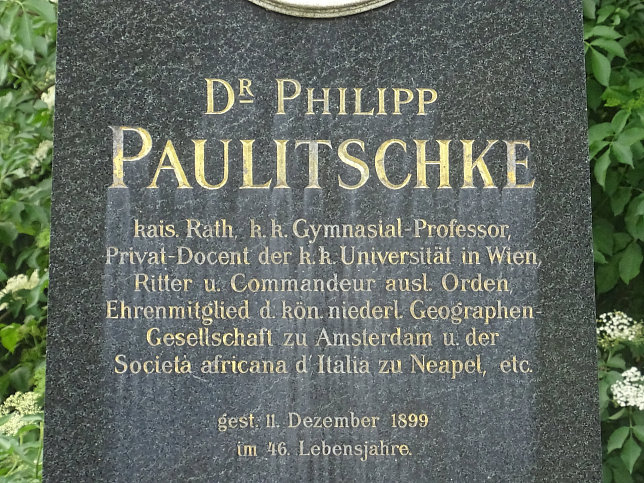 Dr Philipp
Paulitschke
kais. Rath, k. k. Gymnasial-Professor,
Privat-Docent der k. k. Universität in Wien,
Ritter u. Commandeur ausl. Orden
Ehrenmitglied d. kön. niederl. Geographen-
Gesellschaft zu Amsterdam u. der
Società africana d'Italia zu Neapel, etc.
gest. 11. Dezember 1899
im 46. Lebensjahre.